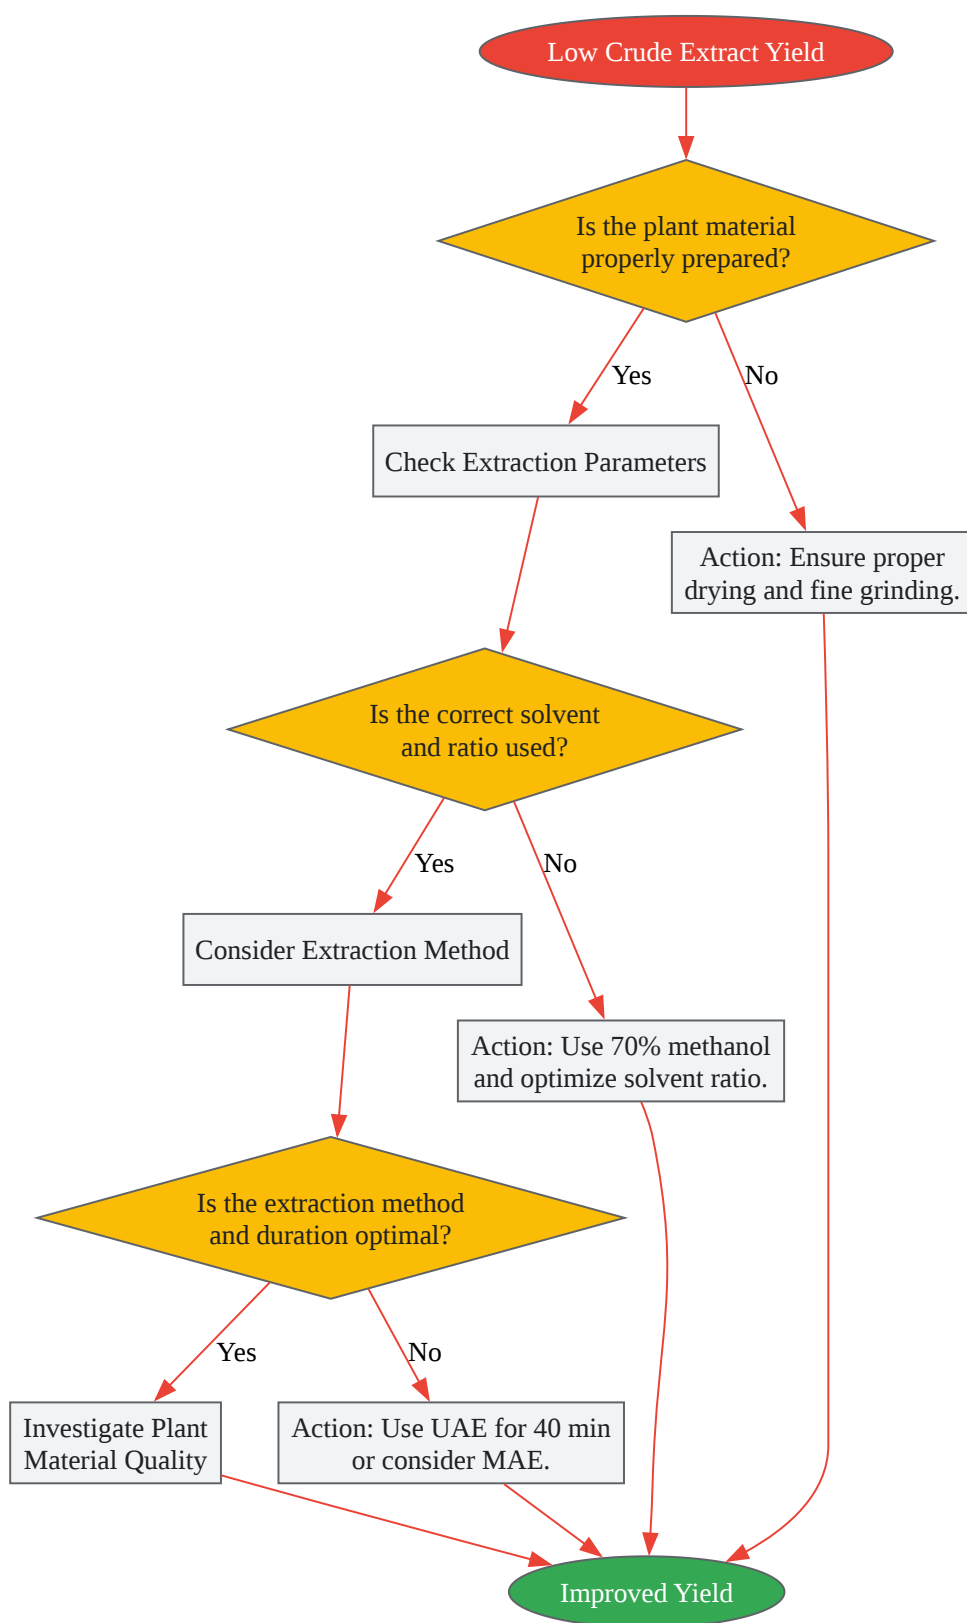 Low Crude Extract Yield
Is the plant material
properly prepared?
Yes
No
Check Extraction Parameters
Action: Ensure proper
drying and fine grinding.
Is the correct solvent
and ratio used?
Yes
No
Consider Extraction Method
Action: Use 70% methanol
and optimize solvent ratio.
Is the extraction method
and duration optimal?
Yes
No
Investigate Plant
Material Quality
Action: Use UAE for 40 min
or consider MAE.
Improved Yield